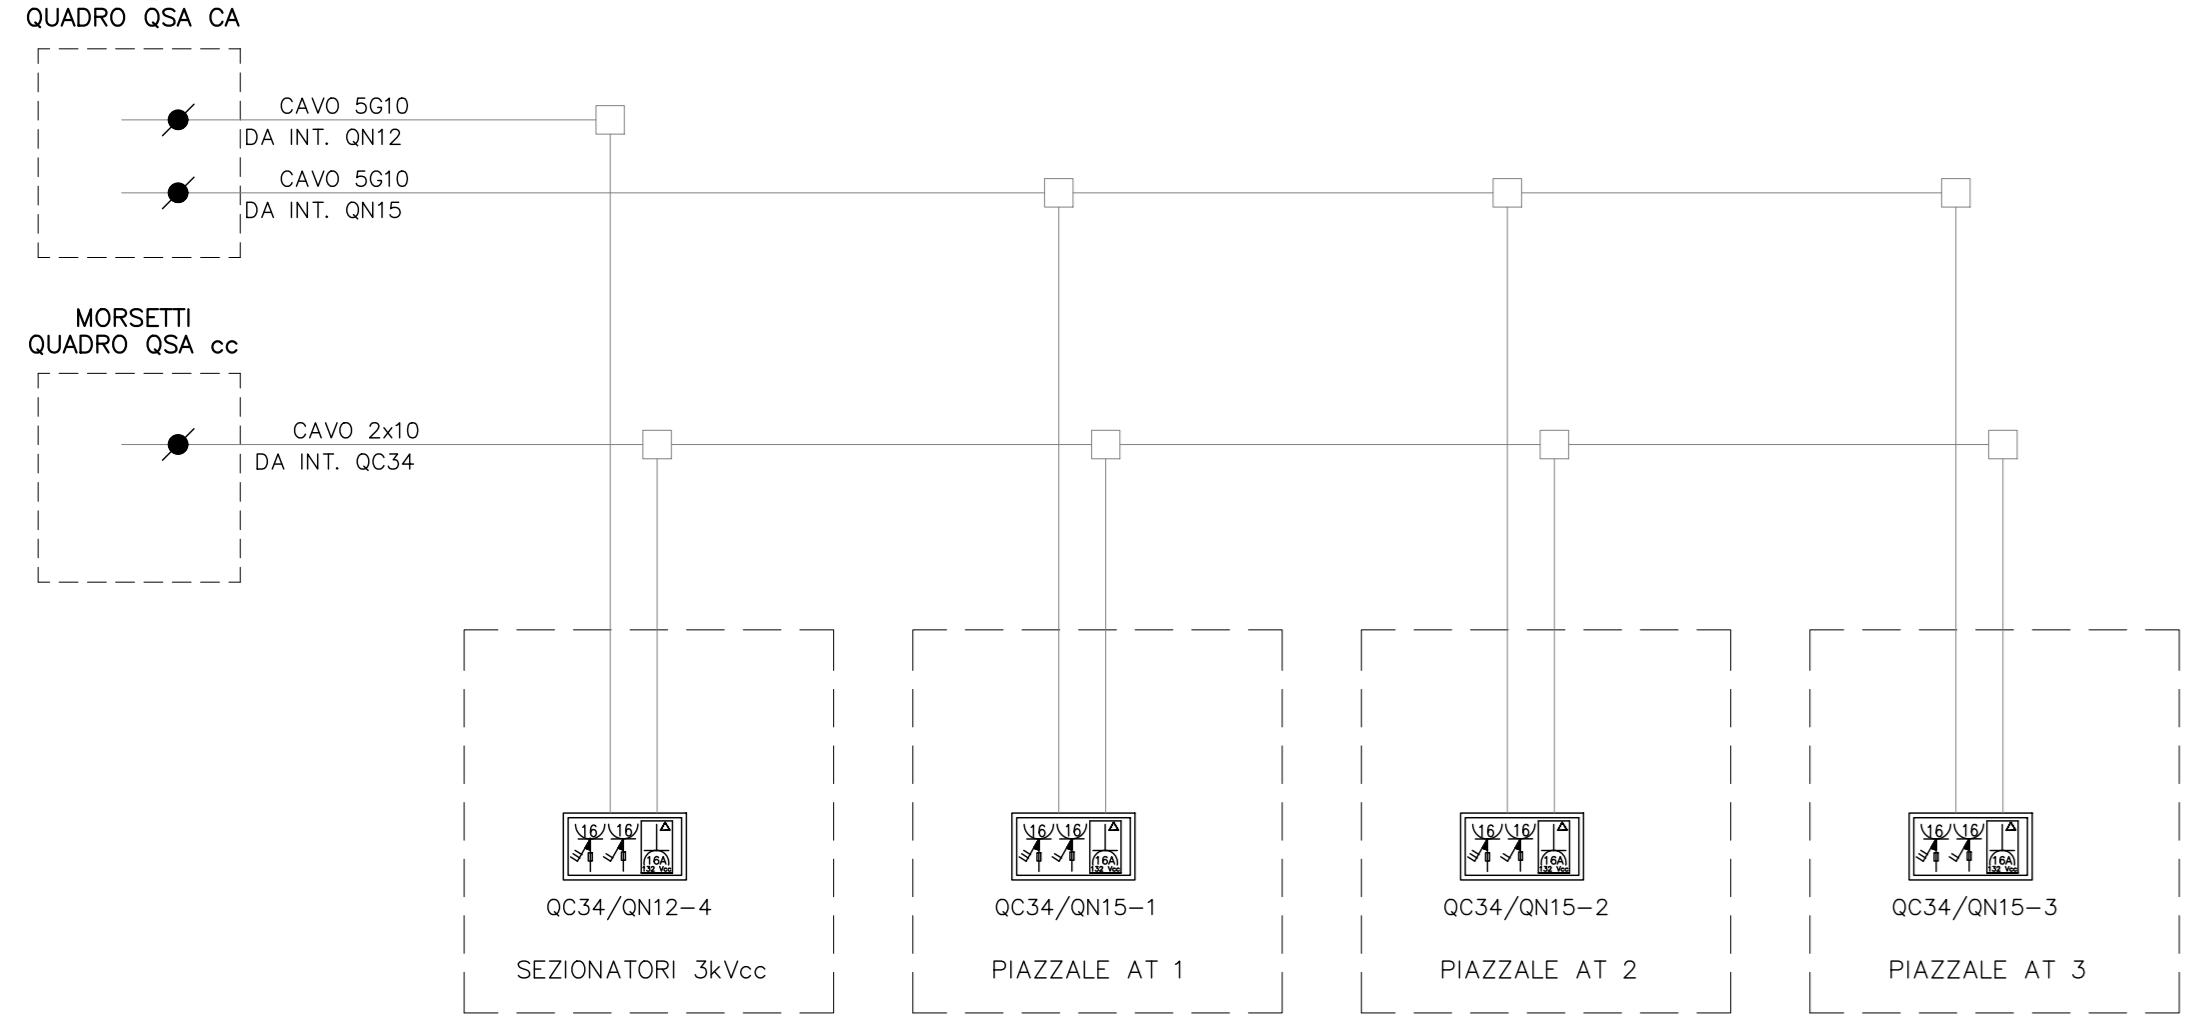 QUADRO QSA CA
CAVO 5G10
DA INT. QN12
CAVO 5G10
DA INT. QN15
MORSETTI
QUADRO QSA cc
CAVO 2x10
DA INT. QC34
16 16
16A
132 Vcc
QC34/QN12-4
SEZIONATORI 3kVcc
16 16
16A
132 Vcc
QC34/QN15-1
PIAZZALE AT 1
16 16
16A
132 Vcc
QC34/QN15-2
PIAZZALE AT 2
16 16
16A
132 Vcc
QC34/QN15-3
PIAZZALE AT 3